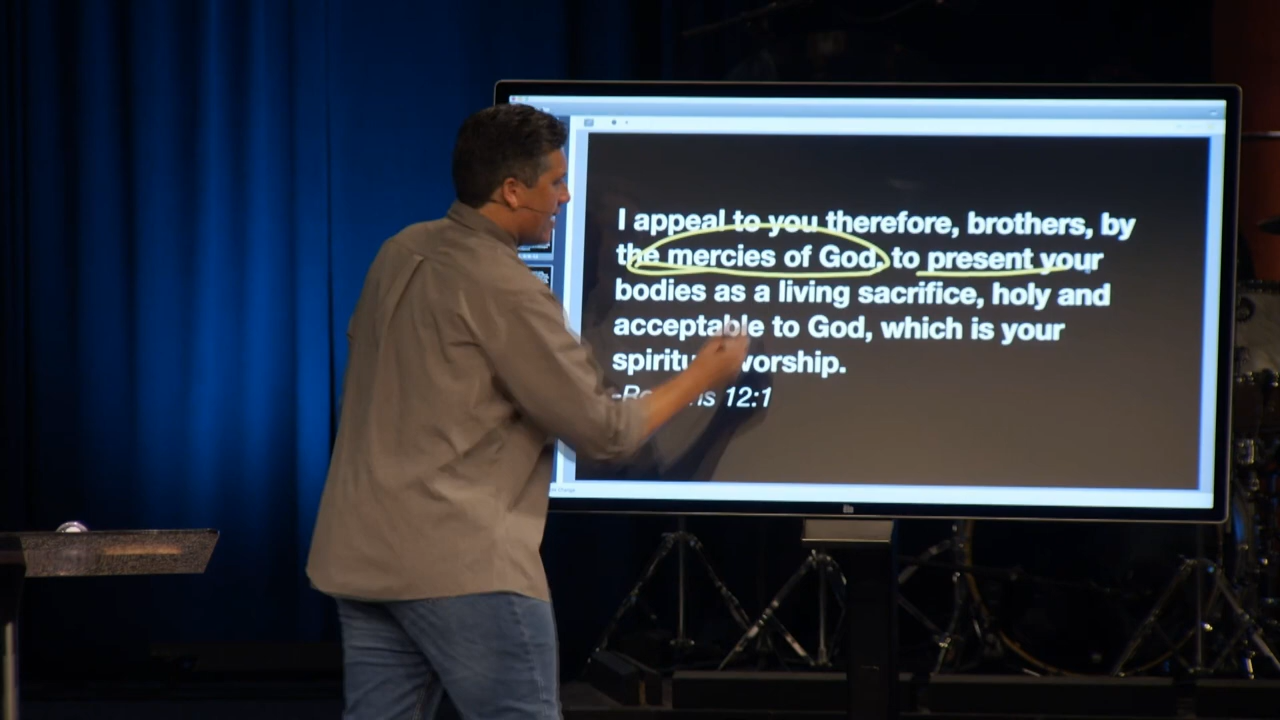 I appeal to you therefore, brothers, by
the mercies of God, to present your
bodies as a living sacrifice, holy and
acceptable to God, which is your
worship.
12:1